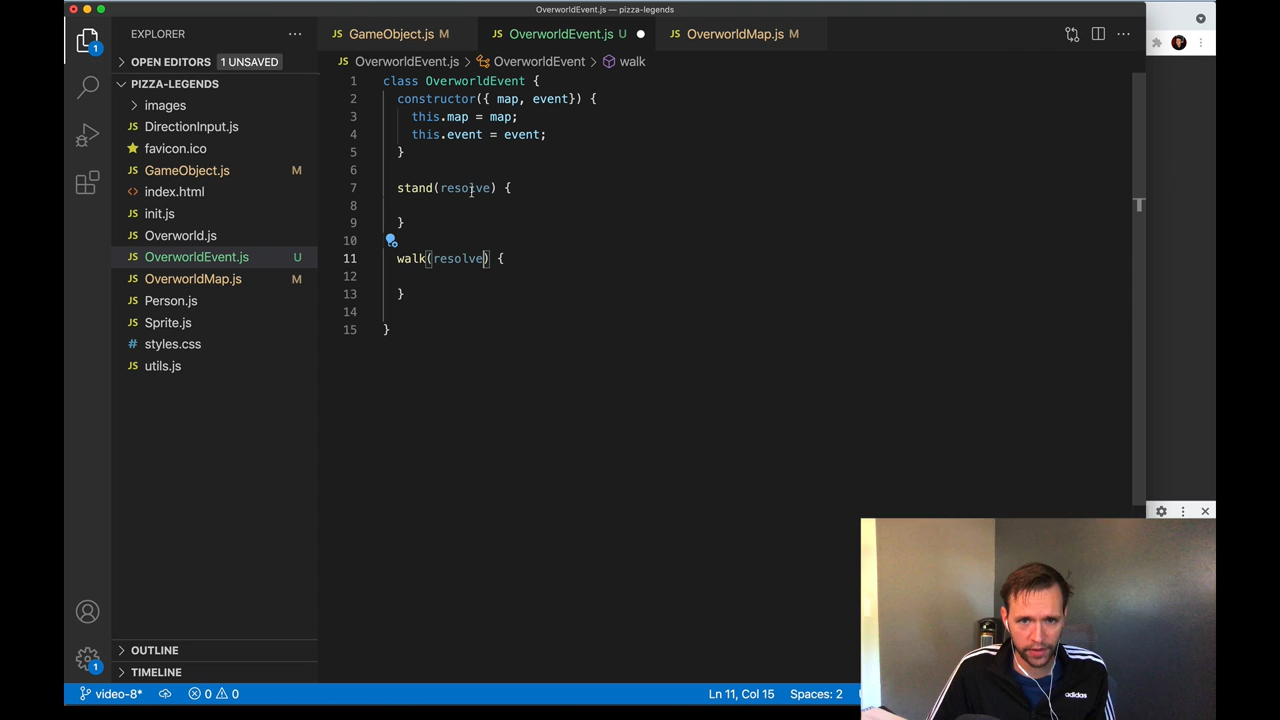 OverworldEvent.js — pizza-legends
EXPLORER
GameObject.js M
OverworldEvent.js U
OverworldMap.js M
OPEN EDITORS 1 UNSAVED
JS OverworldEvent.js > OverworldEvent > walk
PIZZA-LEGENDS
images
JS DirectionInput.js
favicon.ico
JS GameObject.js M
index.html
JS init.js
JS Overworld.js
JS OverworldEvent.js U
JS OverworldMap.js M
JS Person.js
JS Sprite.js
JS styles.css
JS utils.js
1 class OverworldEvent {
2 constructor({ map, event}) {
3 this.map = map;
4 this.event = event;
5 }
6
7 stand(resolve) {
8
9 }
10
11 walk(resolve) {
12
13 }
14
15 }
OUTLINE
TIMELINE
1
1
video-8* 0 0 Ln 11, Col 15 Spaces: 2
adidas